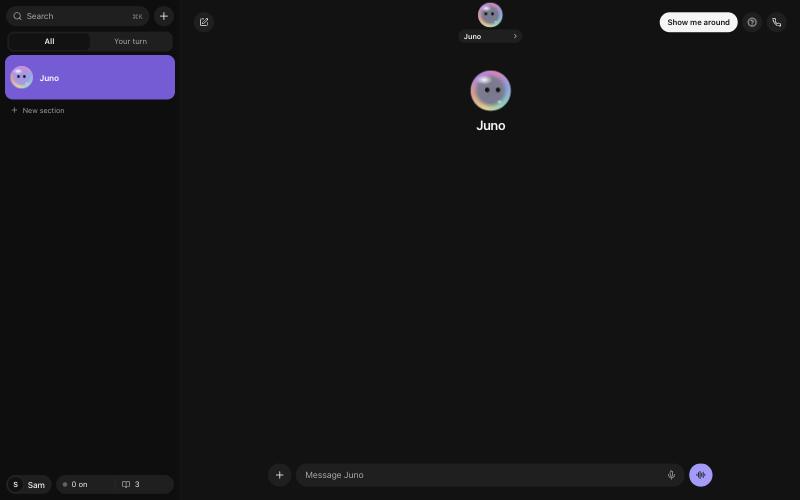 Search ⌘K
All
Your turn
Juno
New section
S Sam
0 on
3
Juno
Show me around
Juno
Message Juno